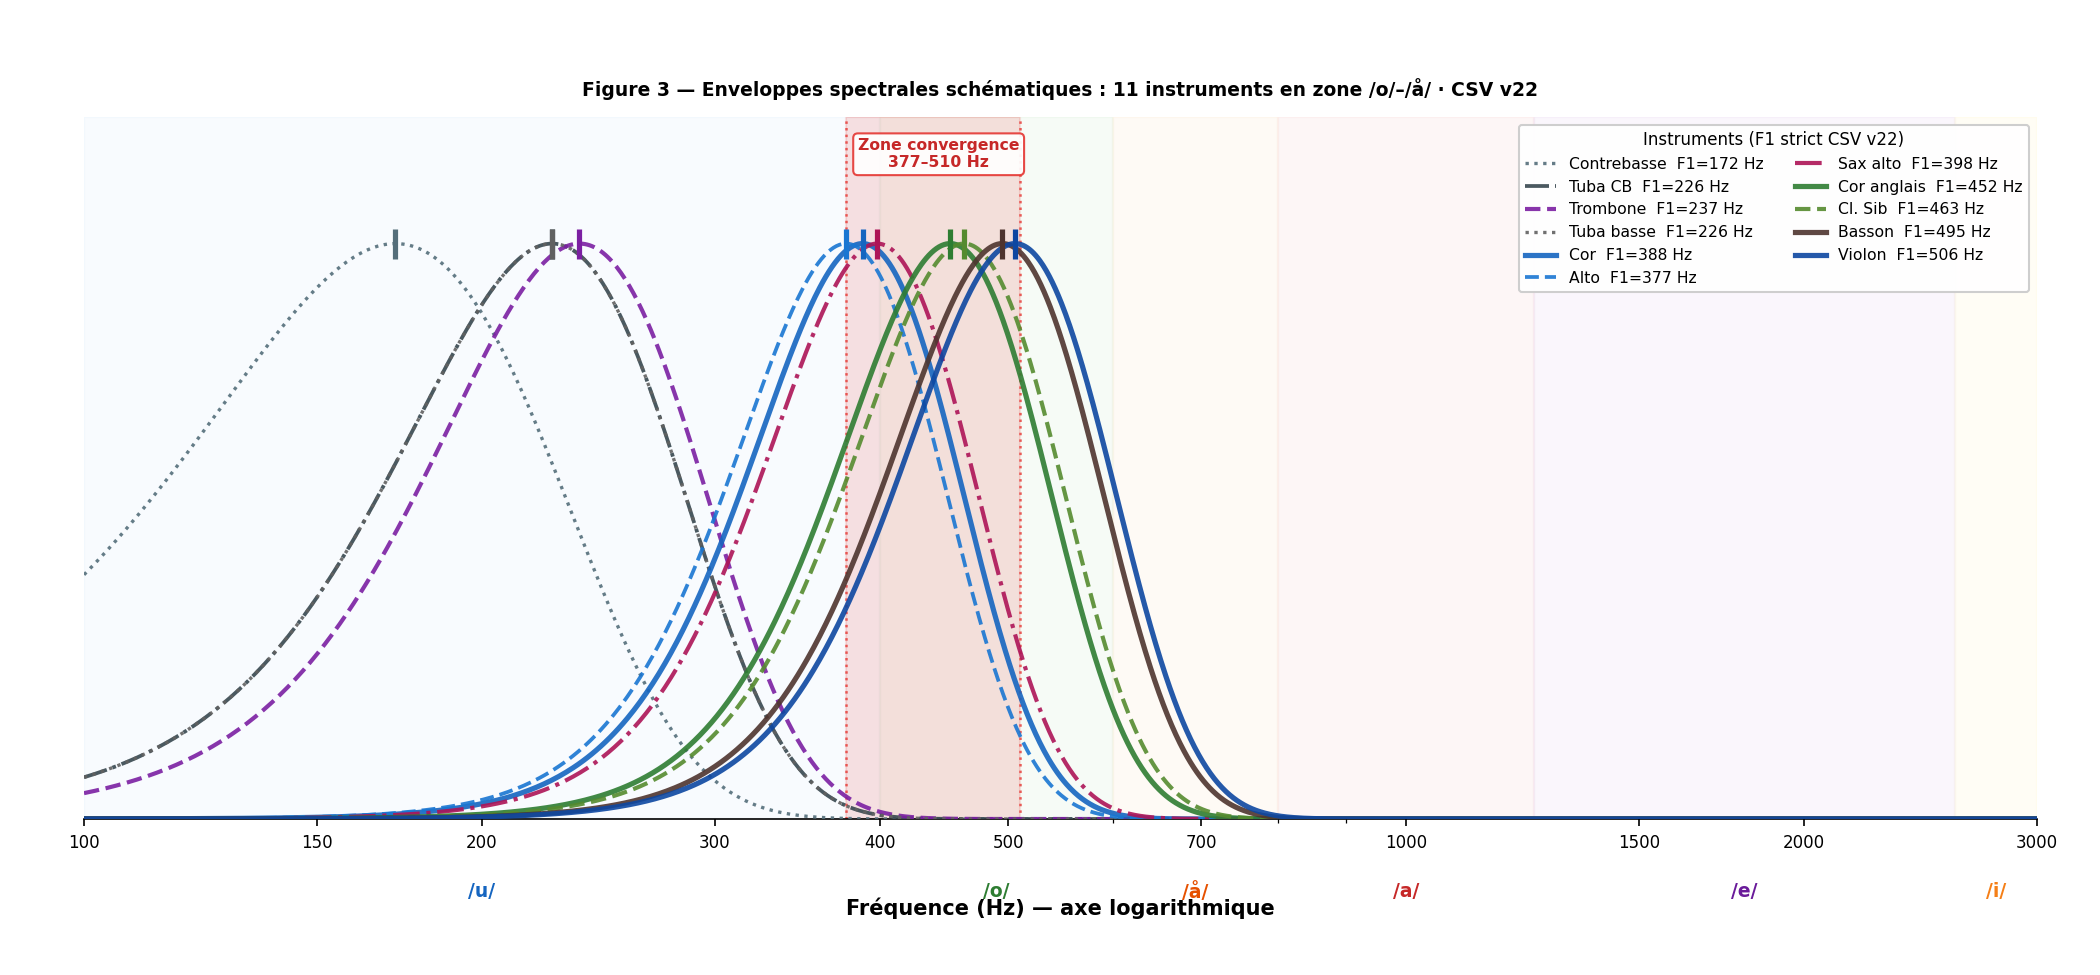 Figure 3 — Enveloppes spectrales schématiques : 11 instruments en zone /o/–/å/ · CSV v22
Zone convergence
377–510 Hz
Instruments (F1 strict CSV v22)
Contrebasse  F1=172 Hz
Tuba CB  F1=226 Hz
Trombone  F1=237 Hz
Tuba basse  F1=226 Hz
Cor  F1=388 Hz
Alto  F1=377 Hz
Sax alto  F1=398 Hz
Cor anglais  F1=452 Hz
Cl. Sib  F1=463 Hz
Basson  F1=495 Hz
Violon  F1=506 Hz
100 150 200 300 400 500 700 1000 1500 2000 3000
/u/ /o/ /å/ /a/ /e/ /i/
Fréquence (Hz) — axe logarithmique